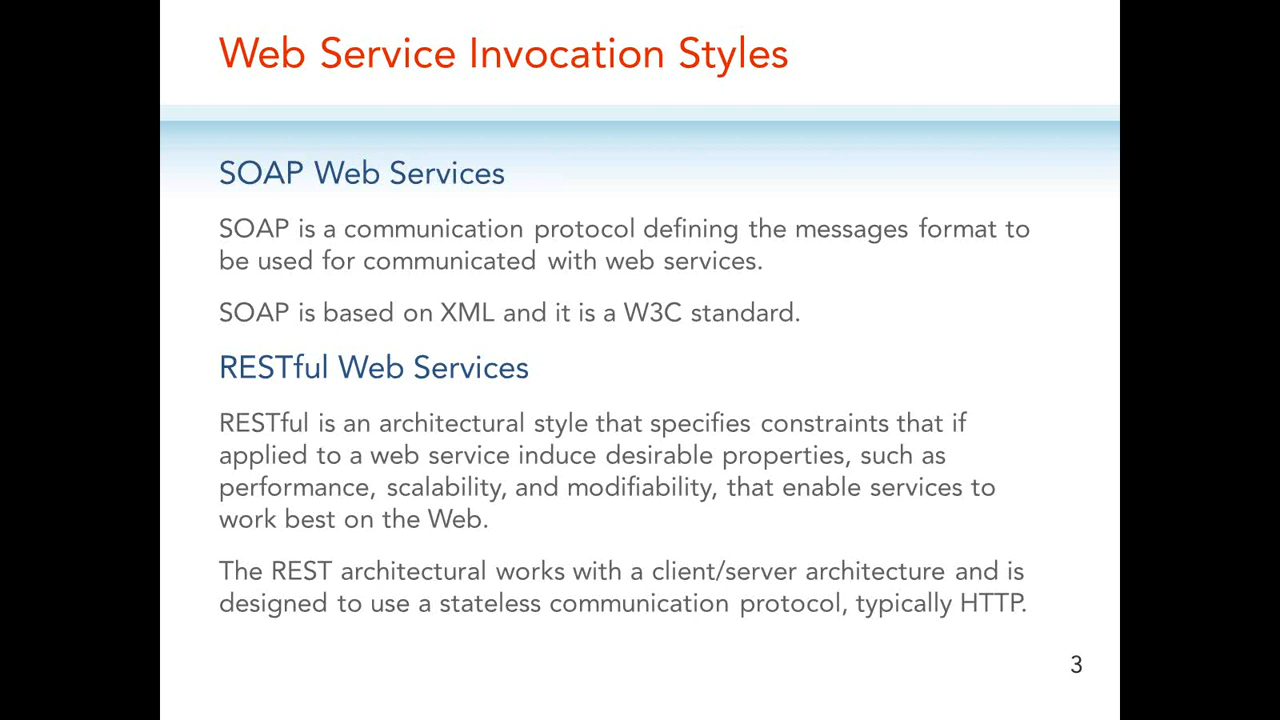 Web Service Invocation Styles
SOAP Web Services
SOAP is a communication protocol defining the messages format to
be used for communicated with web services.
SOAP is based on XML and it is a W3C standard.
RESTful Web Services
RESTful is an architectural style that specifies constraints that if
applied to a web service induce desirable properties, such as
performance, scalability, and modifiability, that enable services to
work best on the Web.
The REST architectural works with a client/server architecture and is
designed to use a stateless communication protocol, typically HTTP.
3